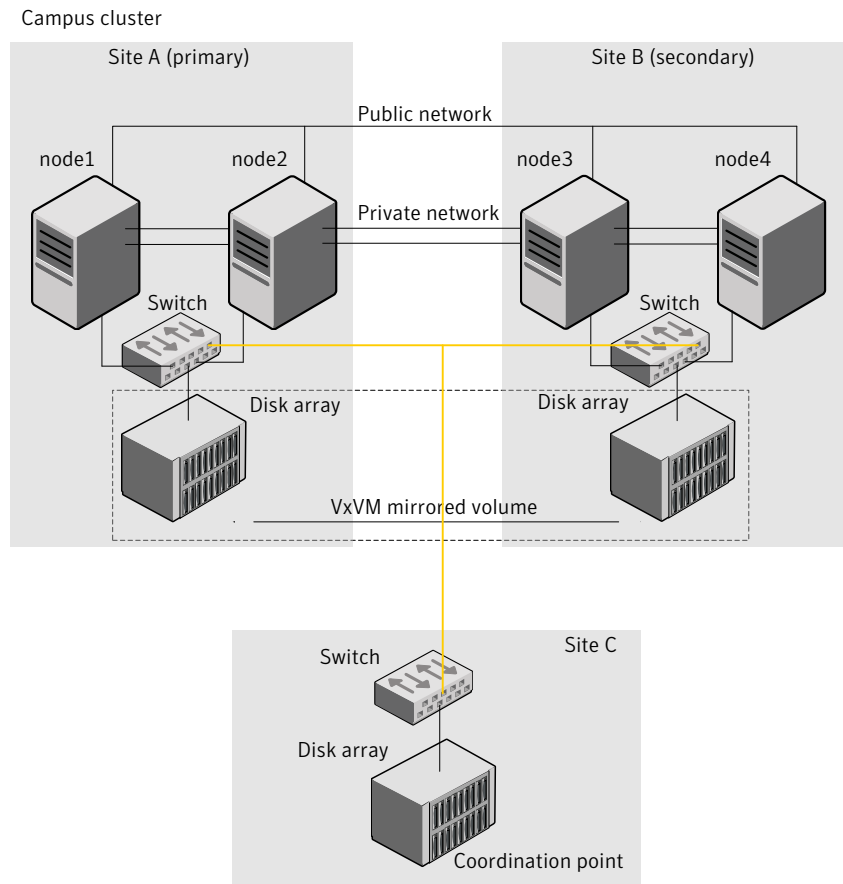 Campus cluster
Site A (primary)
Site B (secondary)
Public network
node1
node2
node3
node4
Private network
Switch
Switch
Disk array
Disk array
VxVM mirrored volume
Site C
Switch
Disk array
Coordination point